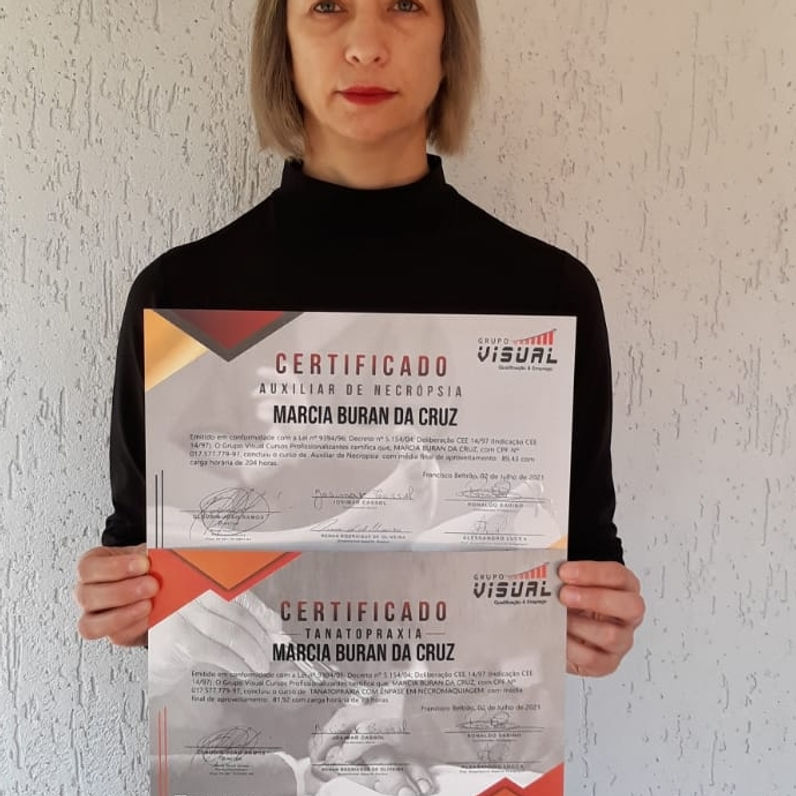 GRUPO
VISUAL
Qualificação & Emprego
CERTIFICADO
AUXILIAR DE NECRÓPSIA
MARCIA BURAN DA CRUZ
Emitido em conformidade com a Lei nº 9394/96; Decreto nº 5.154/04; Deliberação CEE 14/97 (Indicação CEE
14/97). O Grupo Visual Cursos Profissionalizantes certifica que, MARCIA BURAN DA CRUZ, com CPF Nº
017.577.779-97, concluiu o curso de Auxiliar de Necropsia com média final de aproveitamento: 85,43 com
carga horária de 204 horas.
Francisco Beltrão, 02 de Julho de 2021
CLAUDIA JOÃO RAMOS
JOSIMAR CASSOL
RONALDO SABINO
RENAN RODRIGUES DE OLIVEIRA
ALESSANDRO LUCCA
GRUPO
VISUAL
Qualificação & Emprego
CERTIFICADO
TANATOPRAXIA
MARCIA BURAN DA CRUZ
Emitido em conformidade com a Lei nº 9394/96; Decreto nº 5.154/04; Deliberação CEE 14/97 (Indicação CEE
14/97). O Grupo Visual Cursos Profissionalizantes certifica que, MARCIA BURAN DA CRUZ, com CPF Nº
017.577.779-97, concluiu o curso de TANATOPRAXIA COM ÊNFASE EM NECROMAQUIAGEM com média
final de aproveitamento: 81,92 com carga horária de horas.
Francisco Beltrão, 02 de Julho de 2021
JOSIMAR CASSOL
RONALDO SABINO
RENAN RODRIGUES DE OLIVEIRA
ALESSANDRO LUCCA